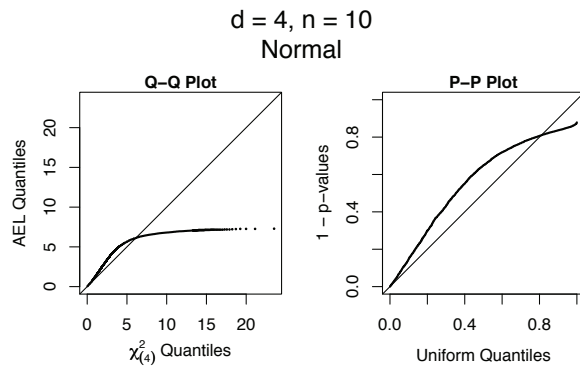 d = 4, n = 10
Normal
Q−Q Plot
AEL Quantiles
0 5 10 15 20
0 5 10 15 20
χ²(4) Quantiles
P−P Plot
1 − p−values
0.0 0.4 0.8
0.0 0.4 0.8
Uniform Quantiles